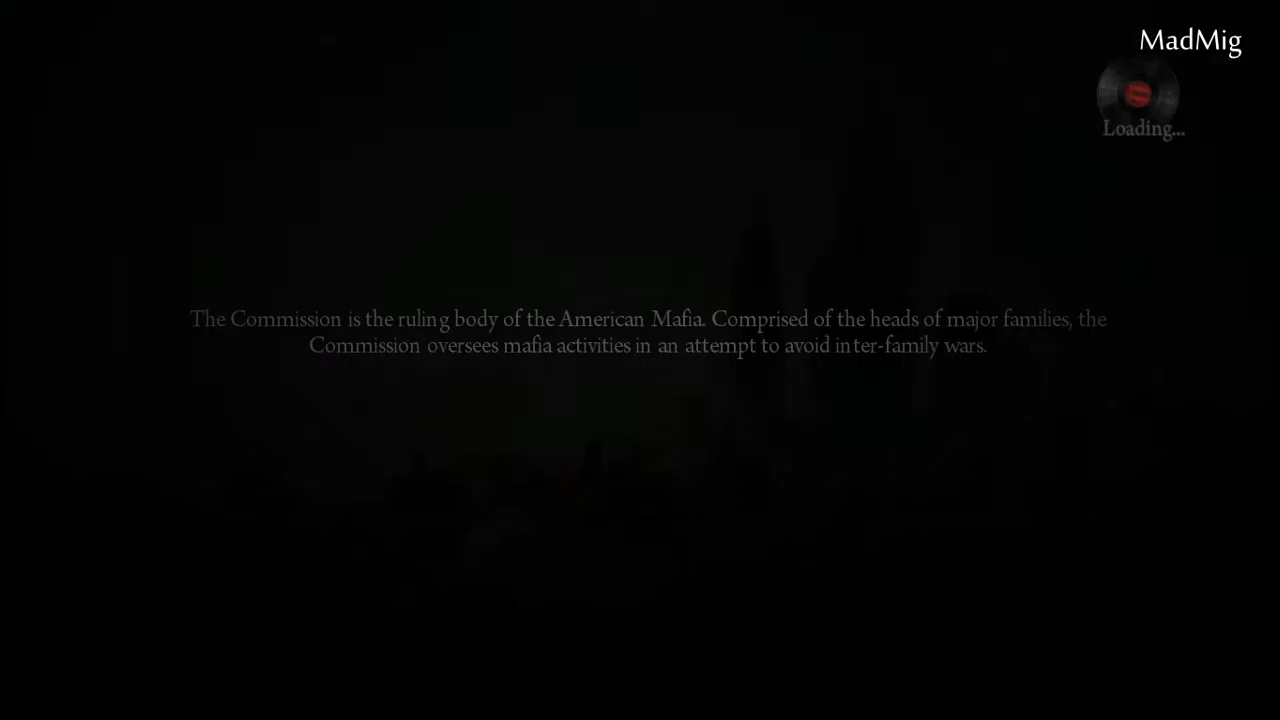 MadMig
Loading...
The Commission is the ruling body of the American Mafia. Comprised of the heads of major families, the
Commission oversees mafia activities in an attempt to avoid inter-family wars.